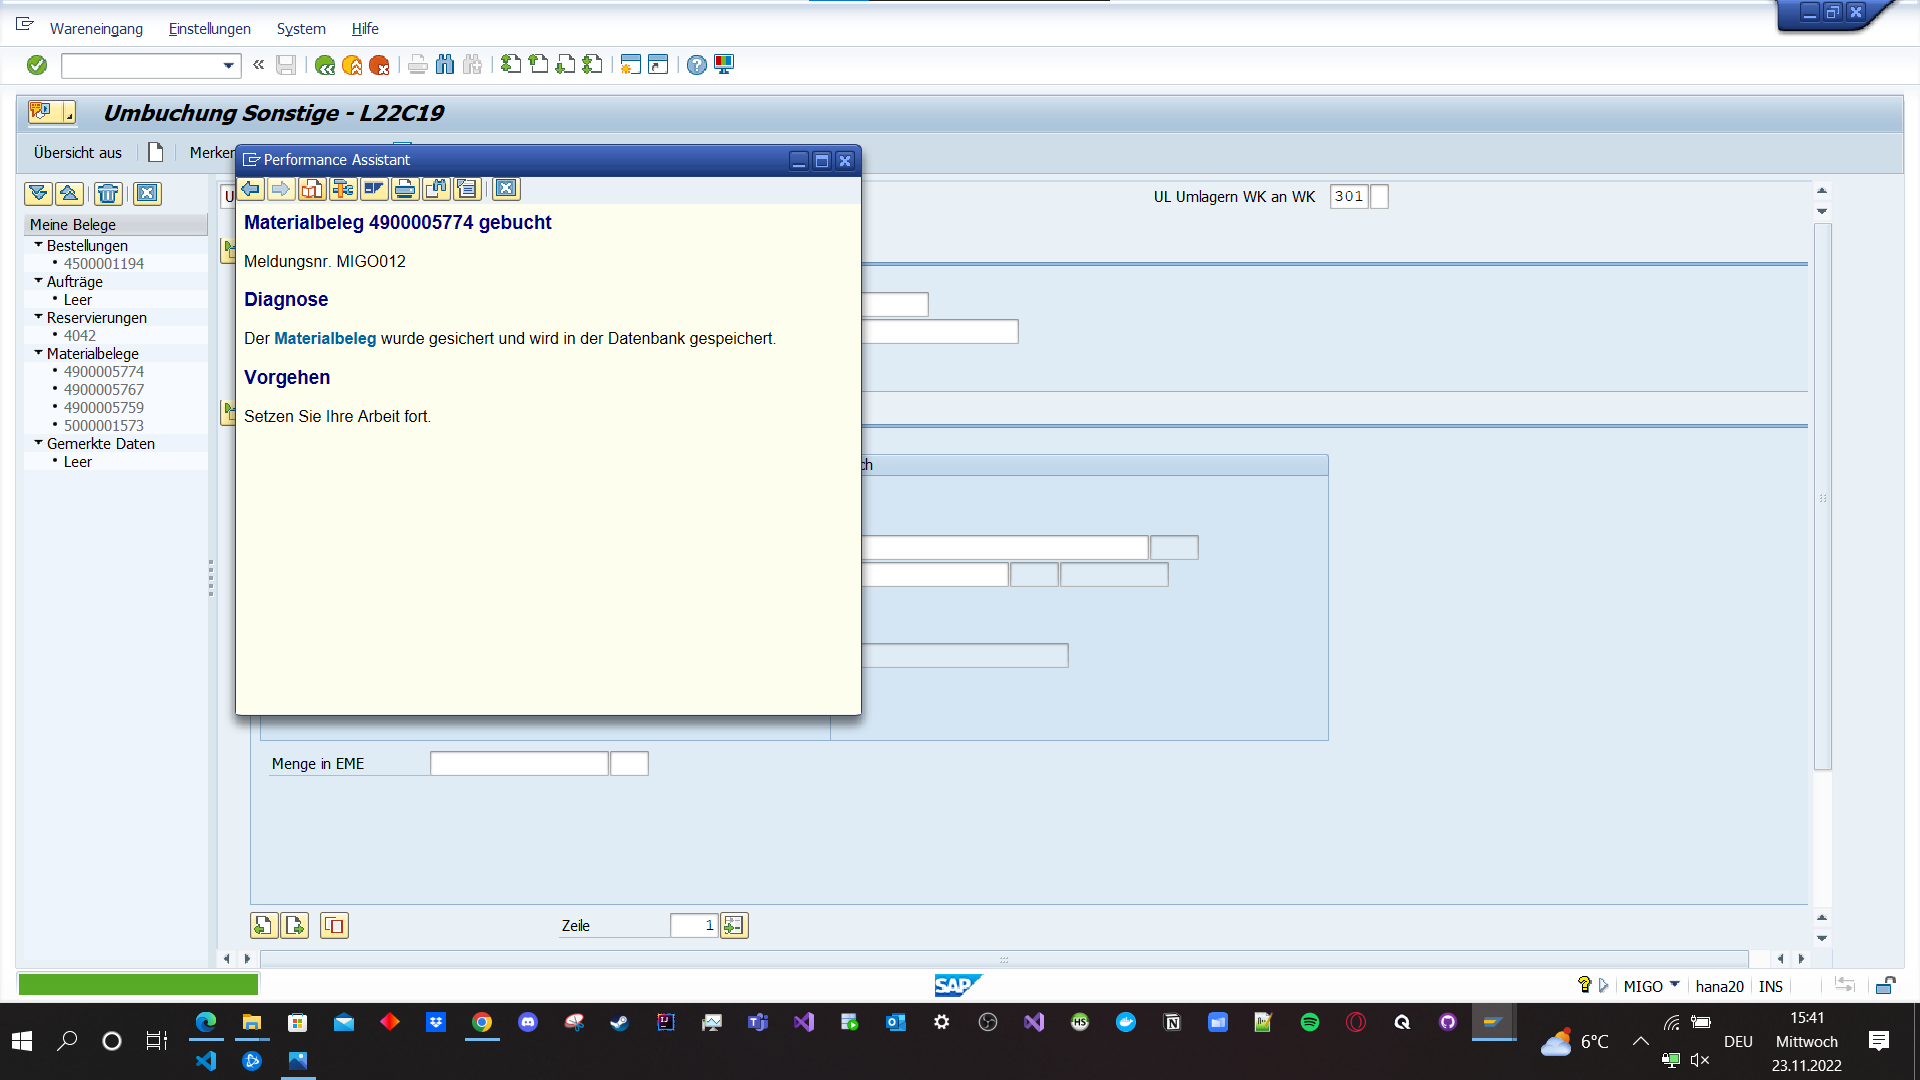 Wareneingang Einstellungen System Hilfe
Umbuchung Sonstige - L22C19
Übersicht aus Merken
Performance Assistant
U
UL Umlagern WK an WK 301
Meine Belege
Bestellungen
4500001194
Aufträge
Leer
Reservierungen
4042
Materialbelege
4900005774
4900005767
4900005759
5000001573
Gemerkte Daten
Leer
Materialbeleg 4900005774 gebucht
Meldungsnr. MIGO012
Diagnose
Der Materialbeleg wurde gesichert und wird in der Datenbank gespeichert.
Vorgehen
Setzen Sie Ihre Arbeit fort.
ch
Menge in EME
Zeile 1
SAP
MIGO hana20 INS
6°C
DEU
15:41
Mittwoch
23.11.2022